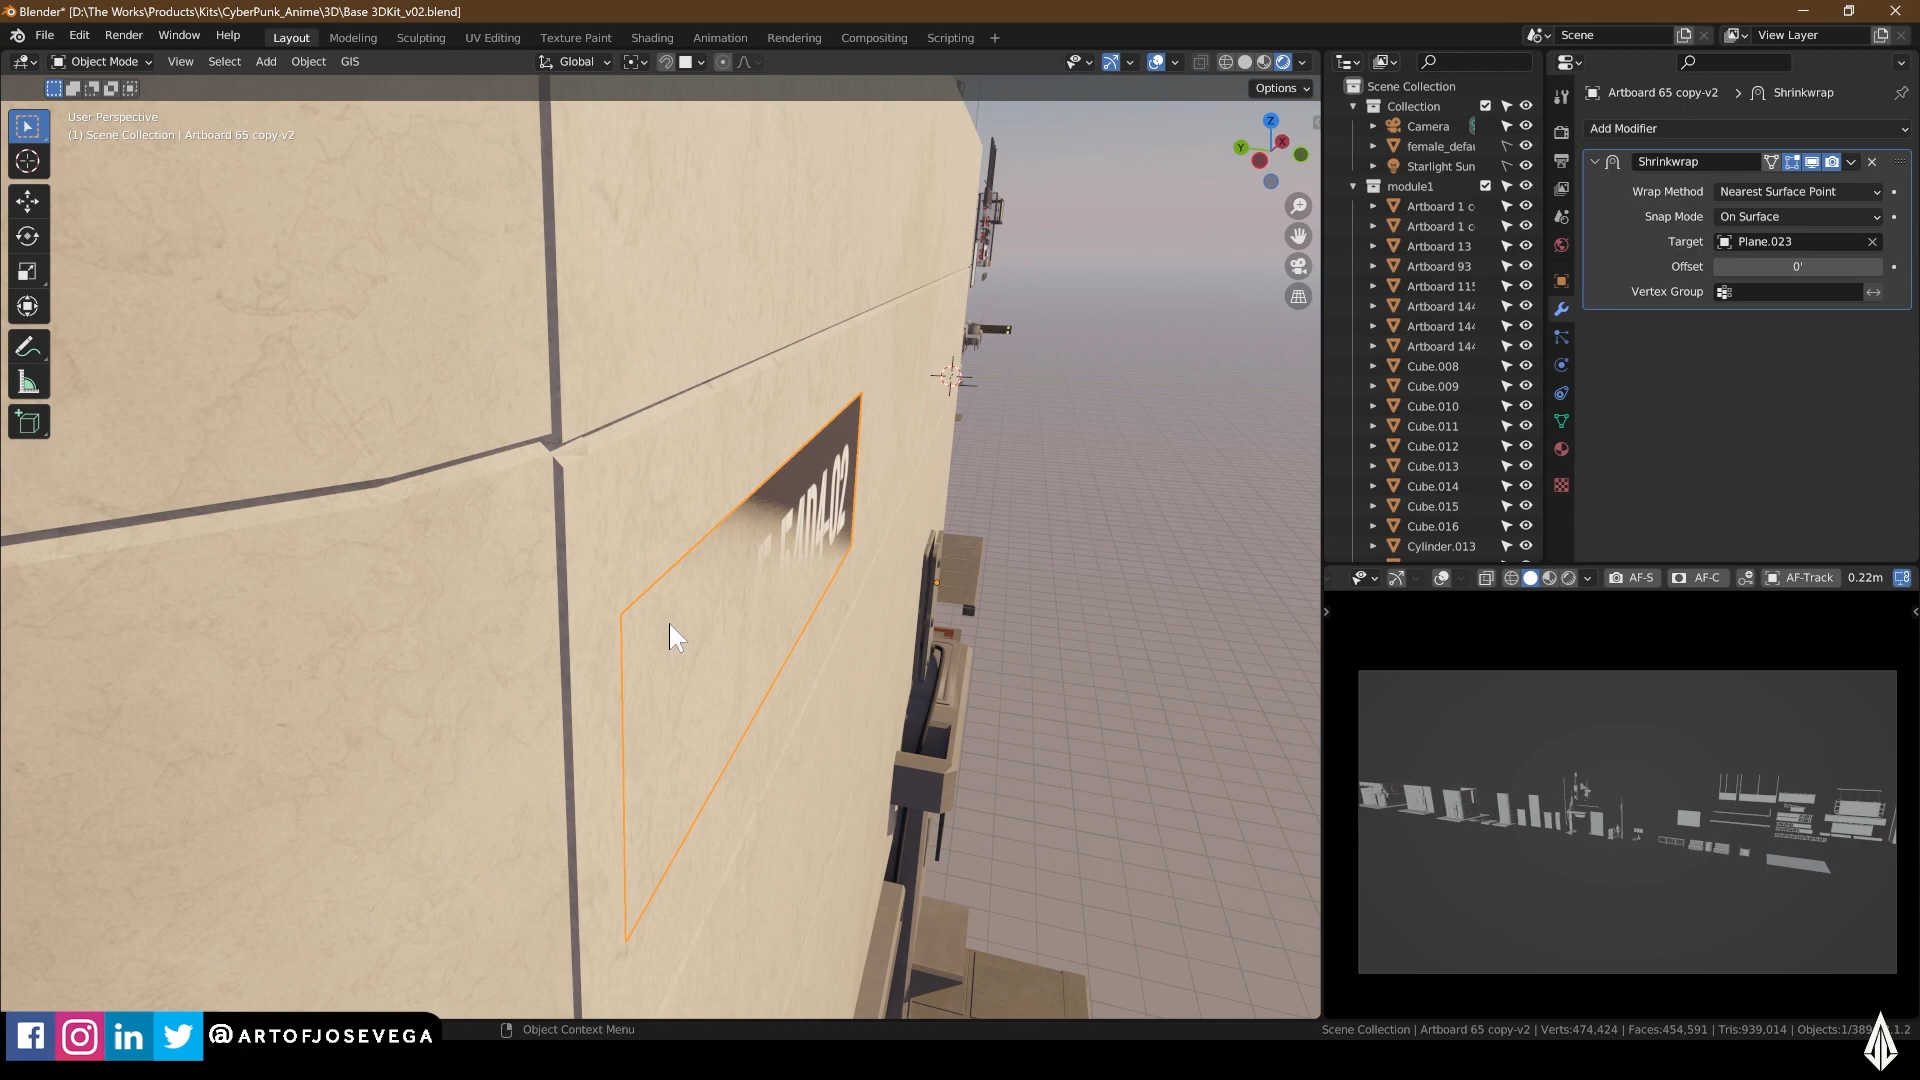 Blender* [D:\The Works\Products\Kits\CyberPunk_Anime\3D\Base 3DKit_v02.blend]
File Edit Render Window Help Layout Modeling Sculpting UV Editing Texture Paint Shading Animation Rendering Compositing Scripting + Scene View Layer
Object Mode View Select Add Object GIS Global
Options
User Perspective
(1) Scene Collection | Artboard 65 copy-v2
Z
X
Y
Scene Collection
Collection
Camera
female_defau
Starlight Sun
module1
Artboard 1 c
Artboard 1 c
Artboard 13
Artboard 93
Artboard 115
Artboard 144
Artboard 144
Artboard 144
Cube.008
Cube.009
Cube.010
Cube.011
Cube.012
Cube.013
Cube.014
Cube.015
Cube.016
Cylinder.013
Artboard 65 copy-v2 > Shrinkwrap
Add Modifier
Shrinkwrap
Wrap Method Nearest Surface Point
Snap Mode On Surface
Target Plane.023
Offset 0'
Vertex Group
AF-S AF-C AF-Track 0.22m
@ARTOFJOSEVEGA
Object Context Menu
Scene Collection | Artboard 65 copy-v2 | Verts:474,424 | Faces:454,591 | Tris:939,014 | Objects:1/389